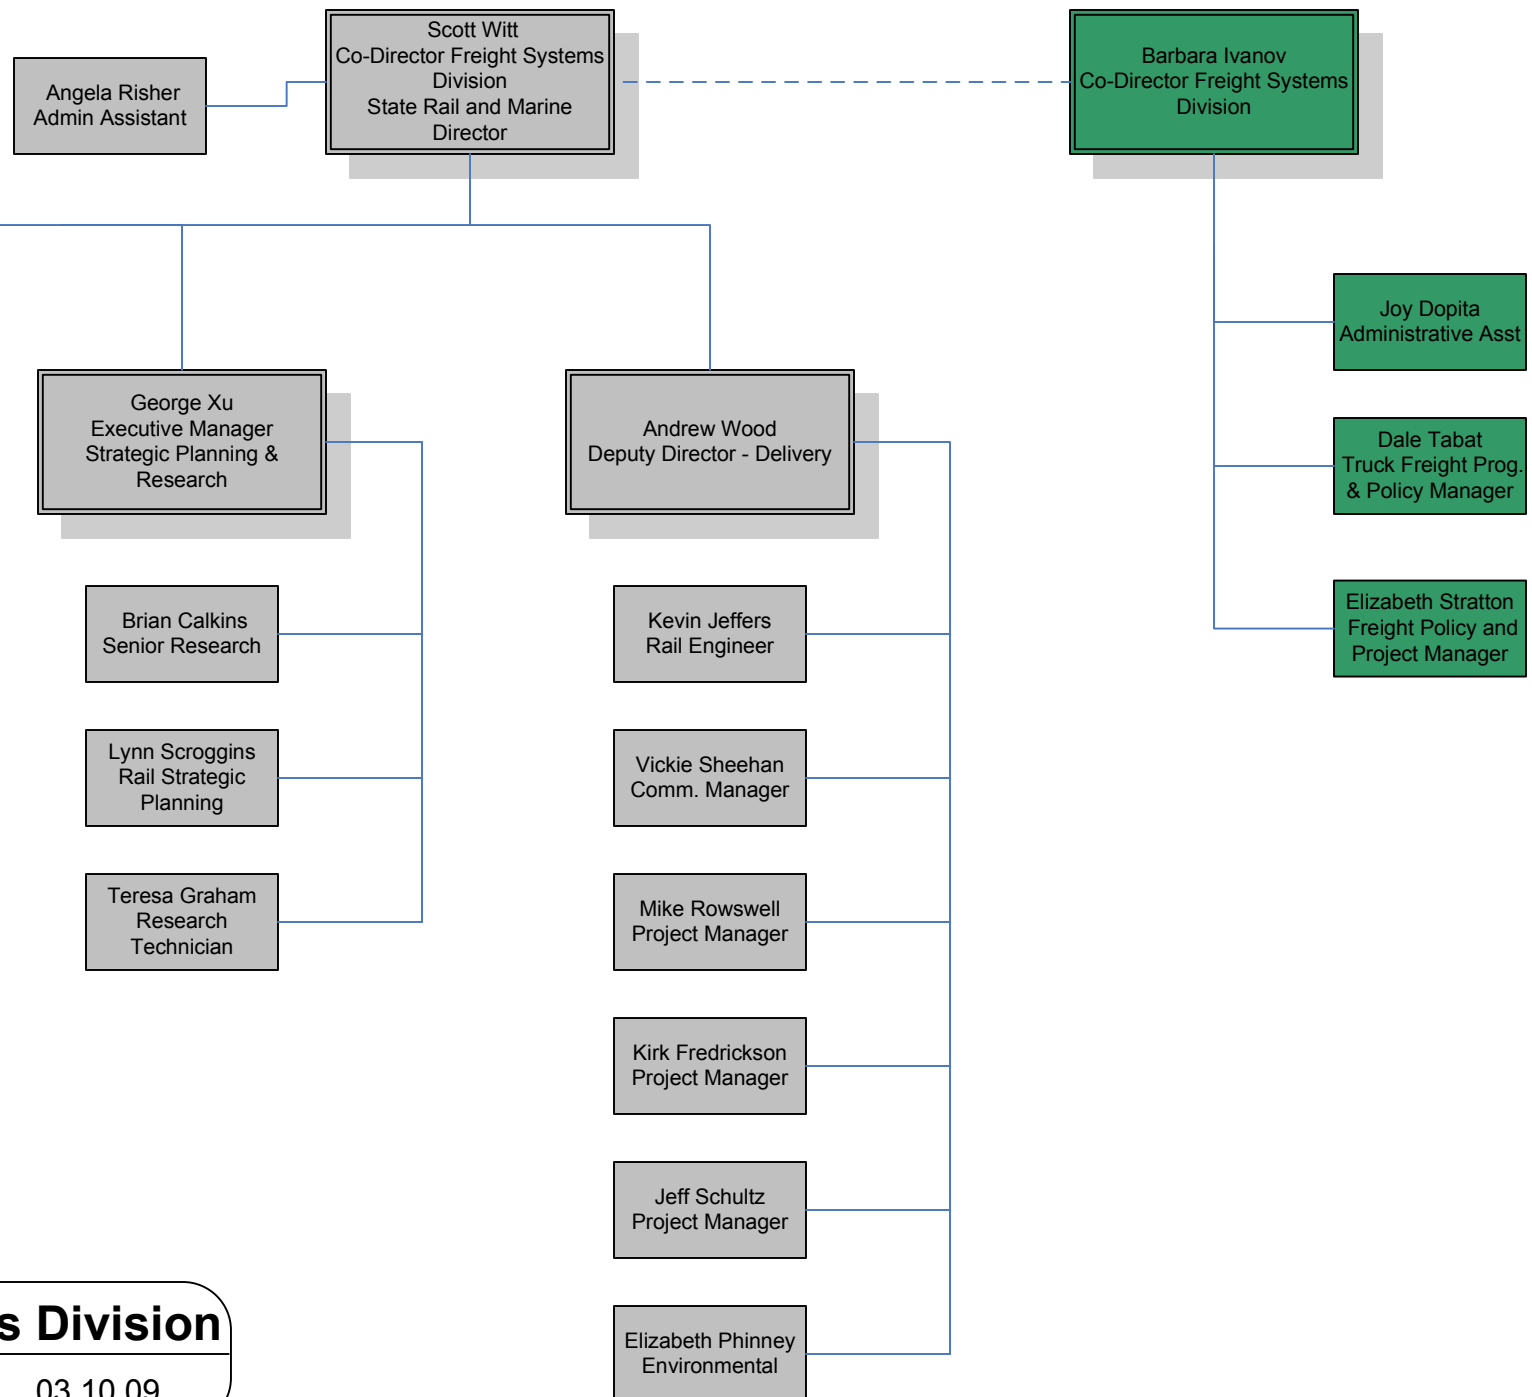 Scott Witt
Co-Director Freight Systems
Division
State Rail and Marine
Director
Barbara Ivanov
Co-Director Freight Systems
Division
Angela Risher
Admin Assistant
Joy Dopita
Administrative Asst
George Xu
Executive Manager
Strategic Planning &
Research
Andrew Wood
Deputy Director - Delivery
Dale Tabat
Truck Freight Prog.
& Policy Manager
Brian Calkins
Senior Research
Kevin Jeffers
Rail Engineer
Elizabeth Stratton
Freight Policy and
Project Manager
Lynn Scroggins
Rail Strategic
Planning
Vickie Sheehan
Comm. Manager
Teresa Graham
Research
Technician
Mike Rowswell
Project Manager
Kirk Fredrickson
Project Manager
Jeff Schultz
Project Manager
Elizabeth Phinney
Environmental
s Division
03.10.09